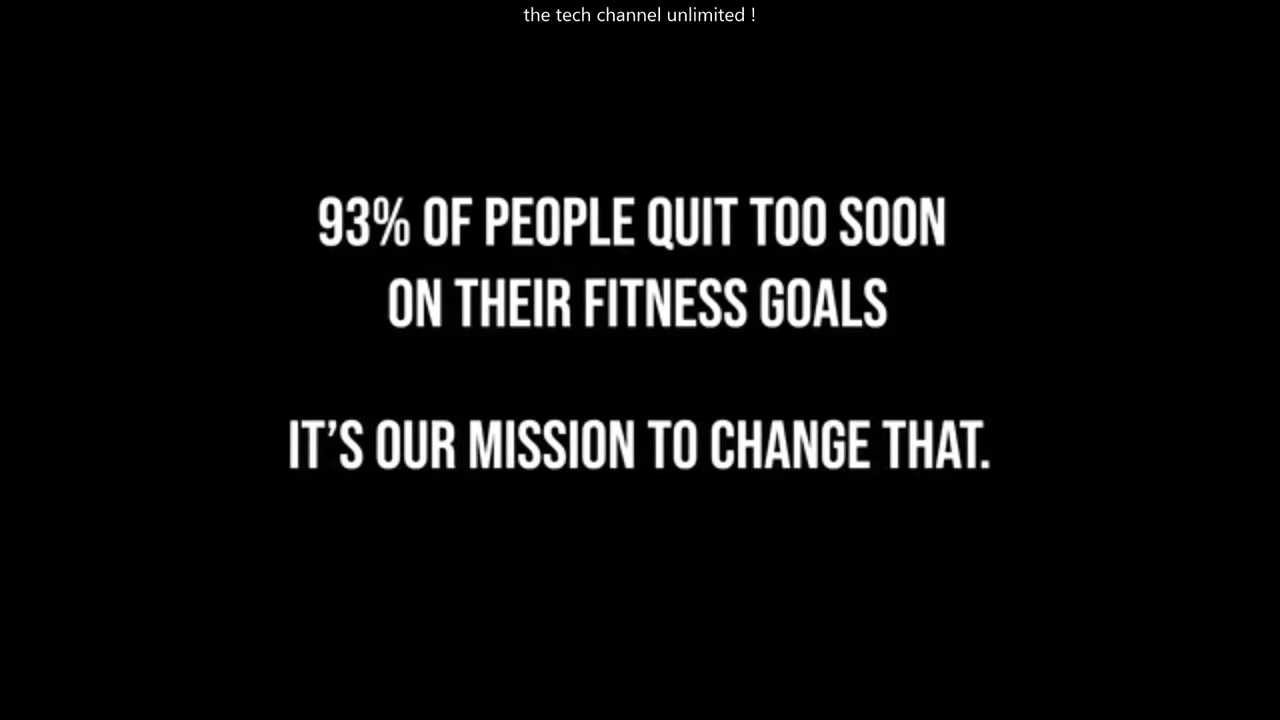 the tech channel unlimited !
93% OF PEOPLE QUIT TOO SOON
ON THEIR FITNESS GOALS
IT’S OUR MISSION TO CHANGE THAT.